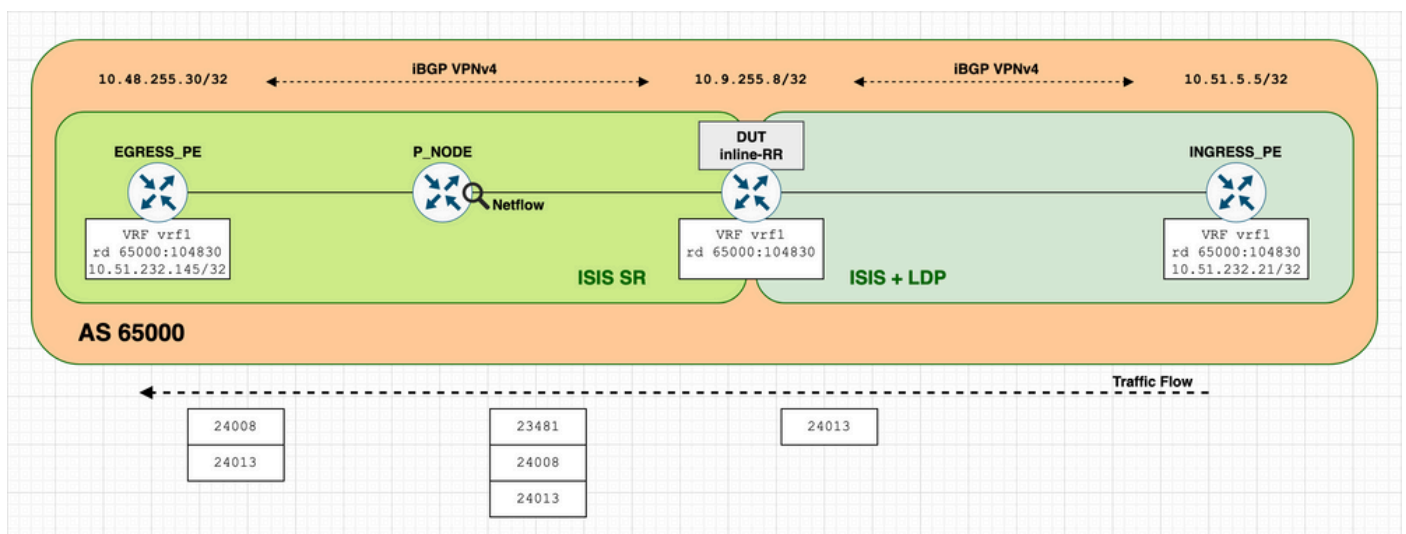 iBGP VPNv4
iBGP VPNv4
10.48.255.30/32
10.9.255.8/32
10.51.5.5/32
DUT
inline-RR
EGRESS_PE
P_NODE
INGRESS_PE
Netflow
VRF vrf1
rd 65000:104830
10.51.232.145/32
VRF vrf1
rd 65000:104830
VRF vrf1
rd 65000:104830
10.51.232.21/32
ISIS SR
ISIS + LDP
AS 65000
Traffic Flow
24008
24013
23481
24008
24013
24013